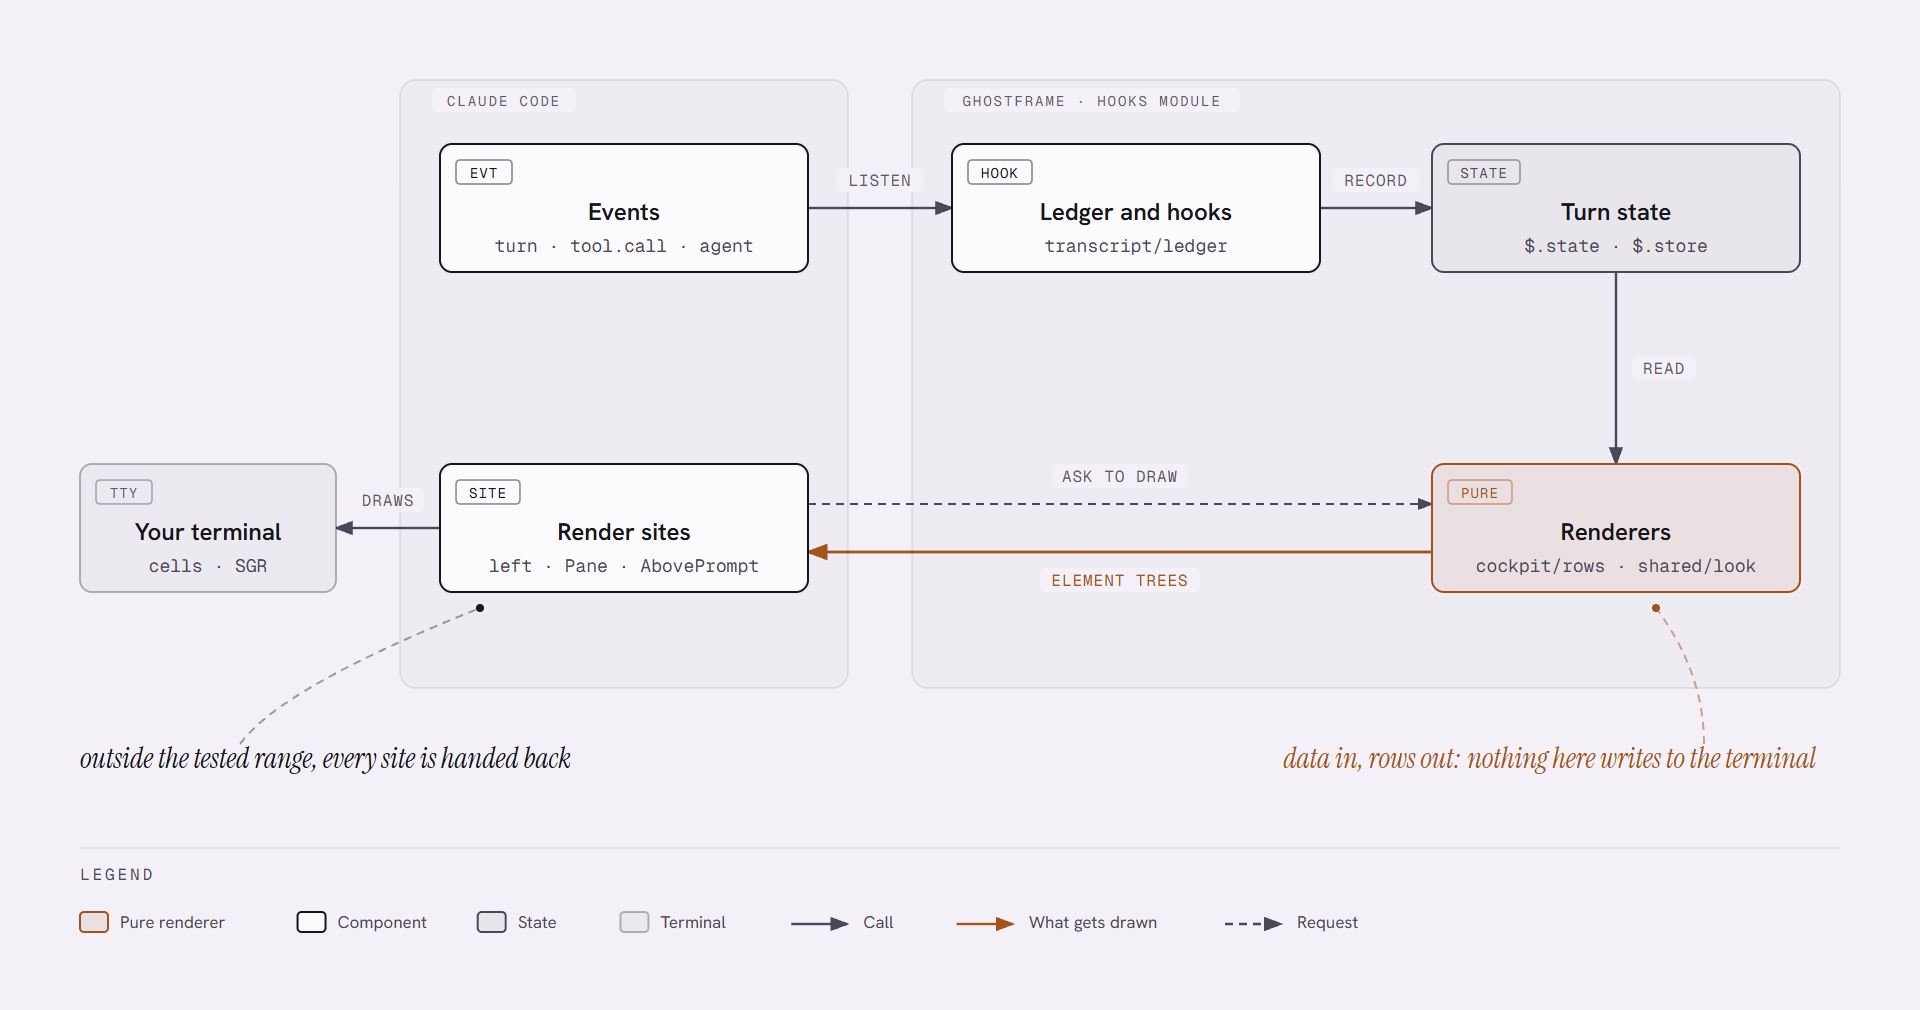 CLAUDE CODE
GHOSTFRAME · HOOKS MODULE
EVT
Events
turn · tool.call · agent
LISTEN
HOOK
Ledger and hooks
transcript/ledger
RECORD
STATE
Turn state
$.state · $.store
READ
TTY
Your terminal
cells · SGR
DRAWS
SITE
Render sites
left · Pane · AbovePrompt
ASK TO DRAW
ELEMENT TREES
PURE
Renderers
cockpit/rows · shared/look
outside the tested range, every site is handed back
data in, rows out: nothing here writes to the terminal
LEGEND
Pure renderer
Component
State
Terminal
Call
What gets drawn
Request